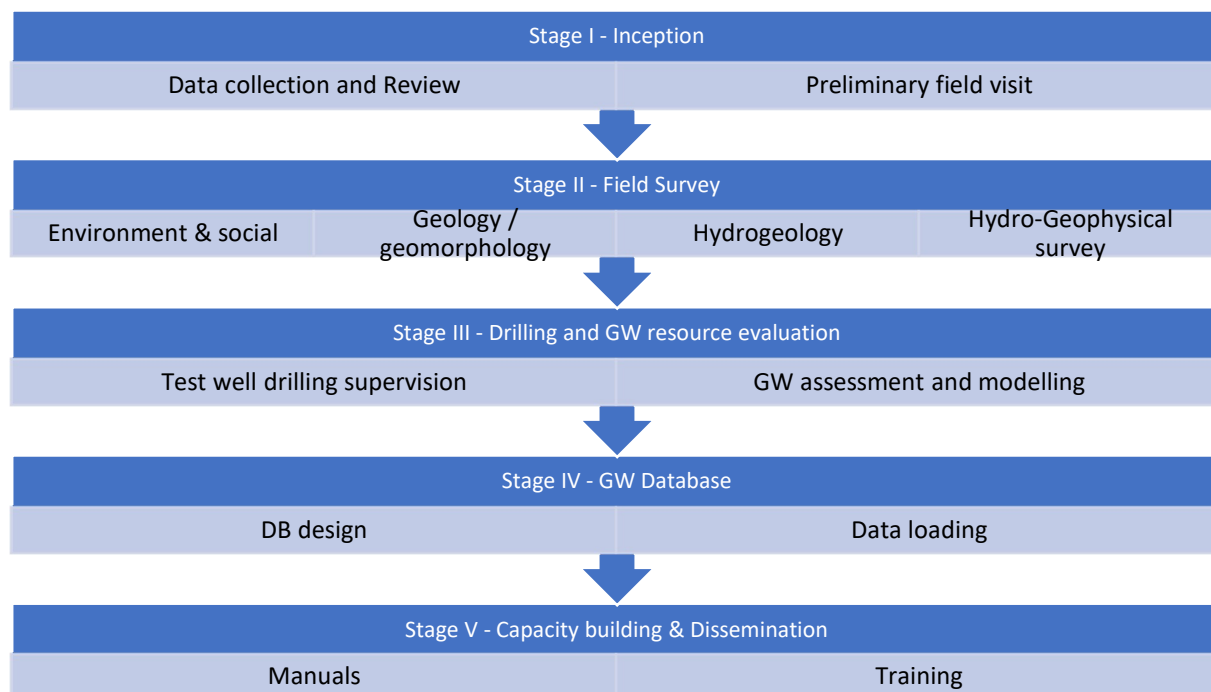 Stage I - Inception
Data collection and Review
Preliminary field visit
Stage II - Field Survey
Environment & social
Geology /
geomorphology
Hydrogeology
Hydro-Geophysical
survey
Stage III - Drilling and GW resource evaluation
Test well drilling supervision
GW assessment and modelling
Stage IV - GW Database
DB design
Data loading
Stage V - Capacity building & Dissemination
Manuals
Training